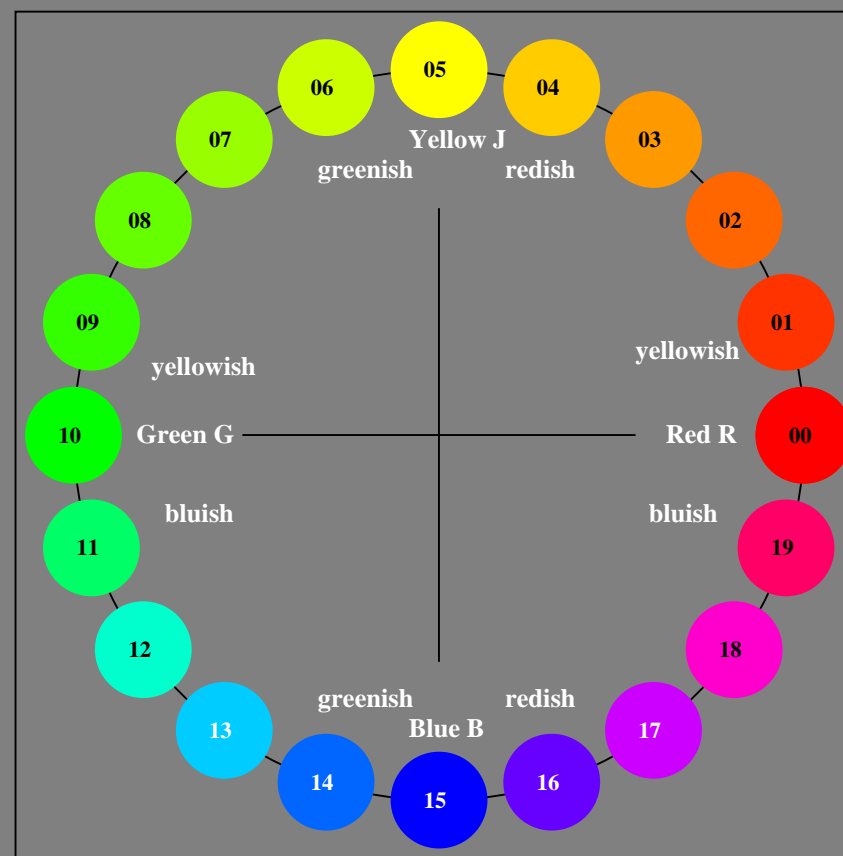 05
06
04
07
03
Yellow J
greenish
redish
08
02
09
01
yellowish
yellowish
10
Green G
Red R
00
bluish
bluish
11
19
12
18
greenish
redish
13
Blue B
17
14
16
15